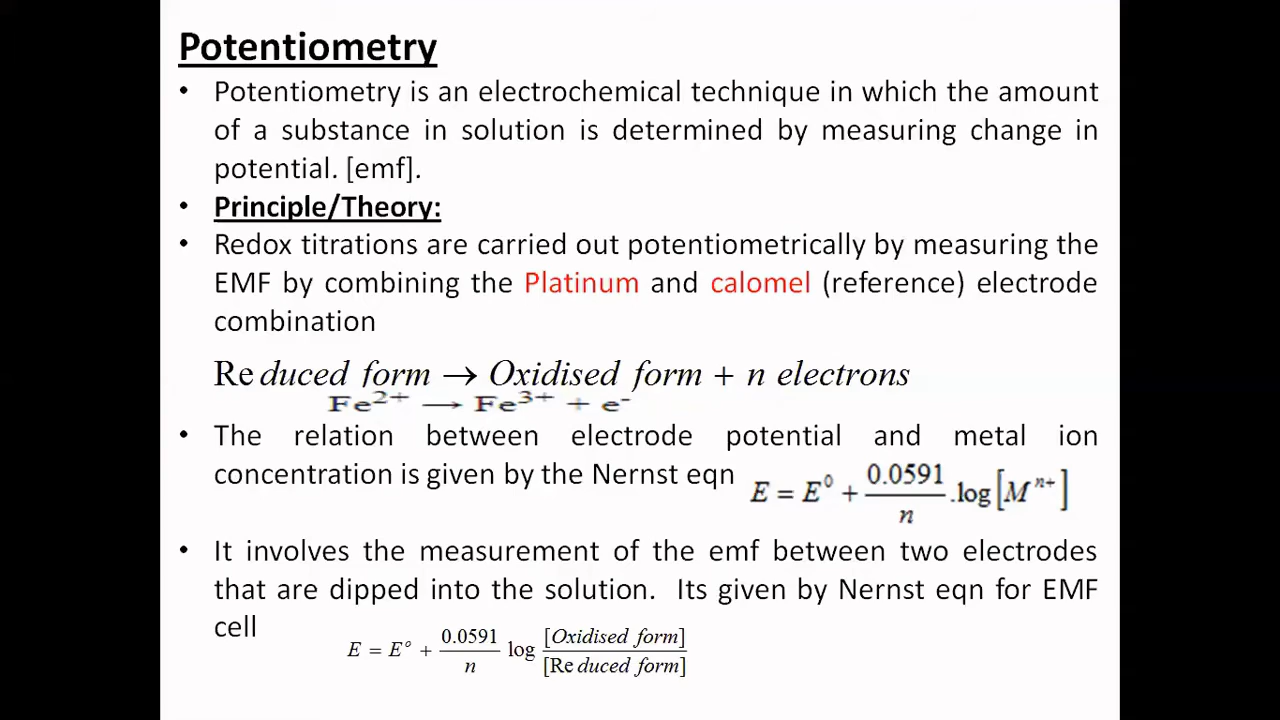 Potentiometry
• Potentiometry is an electrochemical technique in which the amount
of a substance in solution is determined by measuring change in
potential. [emf].
• Principle/Theory:
• Redox titrations are carried out potentiometrically by measuring the
EMF by combining the Platinum and calomel (reference) electrode
combination
Re duced form → Oxidised form + n electrons
Fe²⁺ → Fe³⁺ + e⁻
• The relation between electrode potential and metal ion
concentration is given by the Nernst eqn E = E⁰ + 0.0591/n .log[Mⁿ⁺]
• It involves the measurement of the emf between two electrodes
that are dipped into the solution. Its given by Nernst eqn for EMF
cell
E = E° + 0.0591/n log [Oxidised form]/[Re duced form]